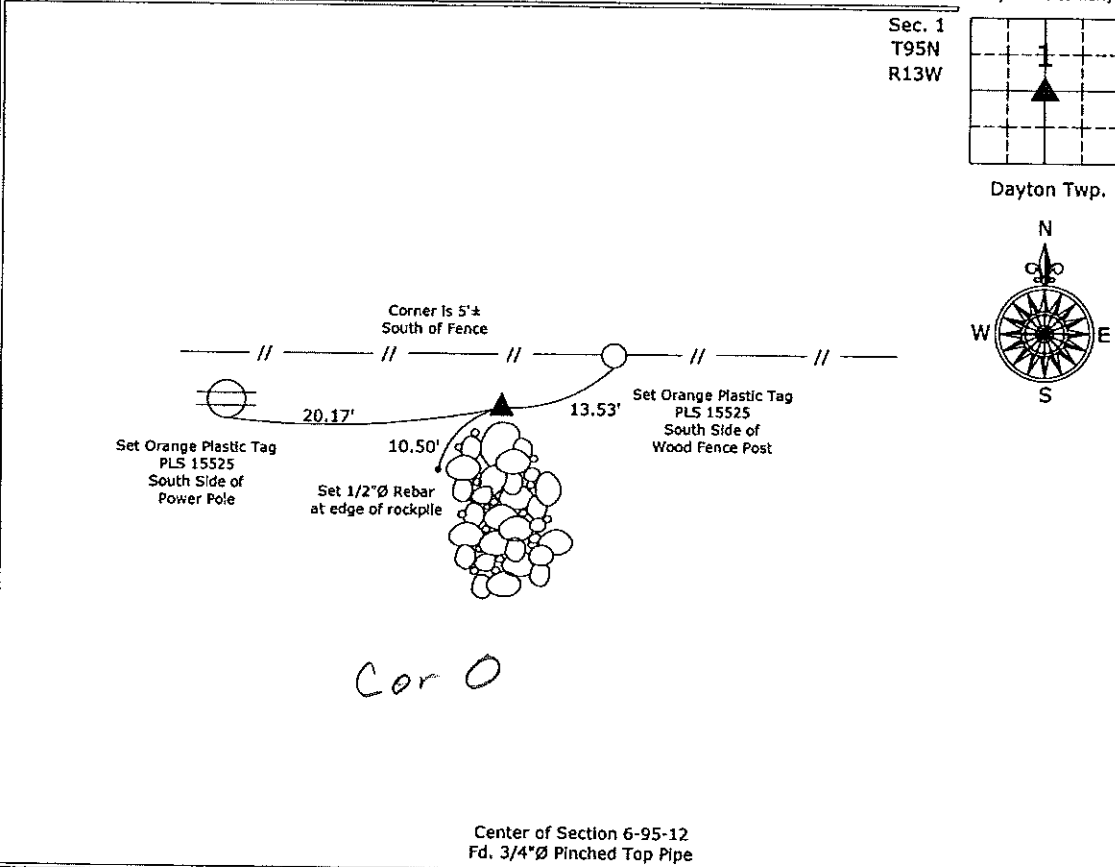 Sec. 1
T95N
R13W
1
Dayton Twp.
N
W
E
S
Corner is 5'±
South of Fence
20.17'
13.53'
10.50'
Set Orange Plastic Tag
PLS 15525
South Side of
Wood Fence Post
Set Orange Plastic Tag
PLS 15525
South Side of
Power Pole
Set 1/2"Ø Rebar
at edge of rockpile
Cor O
Center of Section 6-95-12
Fd. 3/4"Ø Pinched Top Pipe